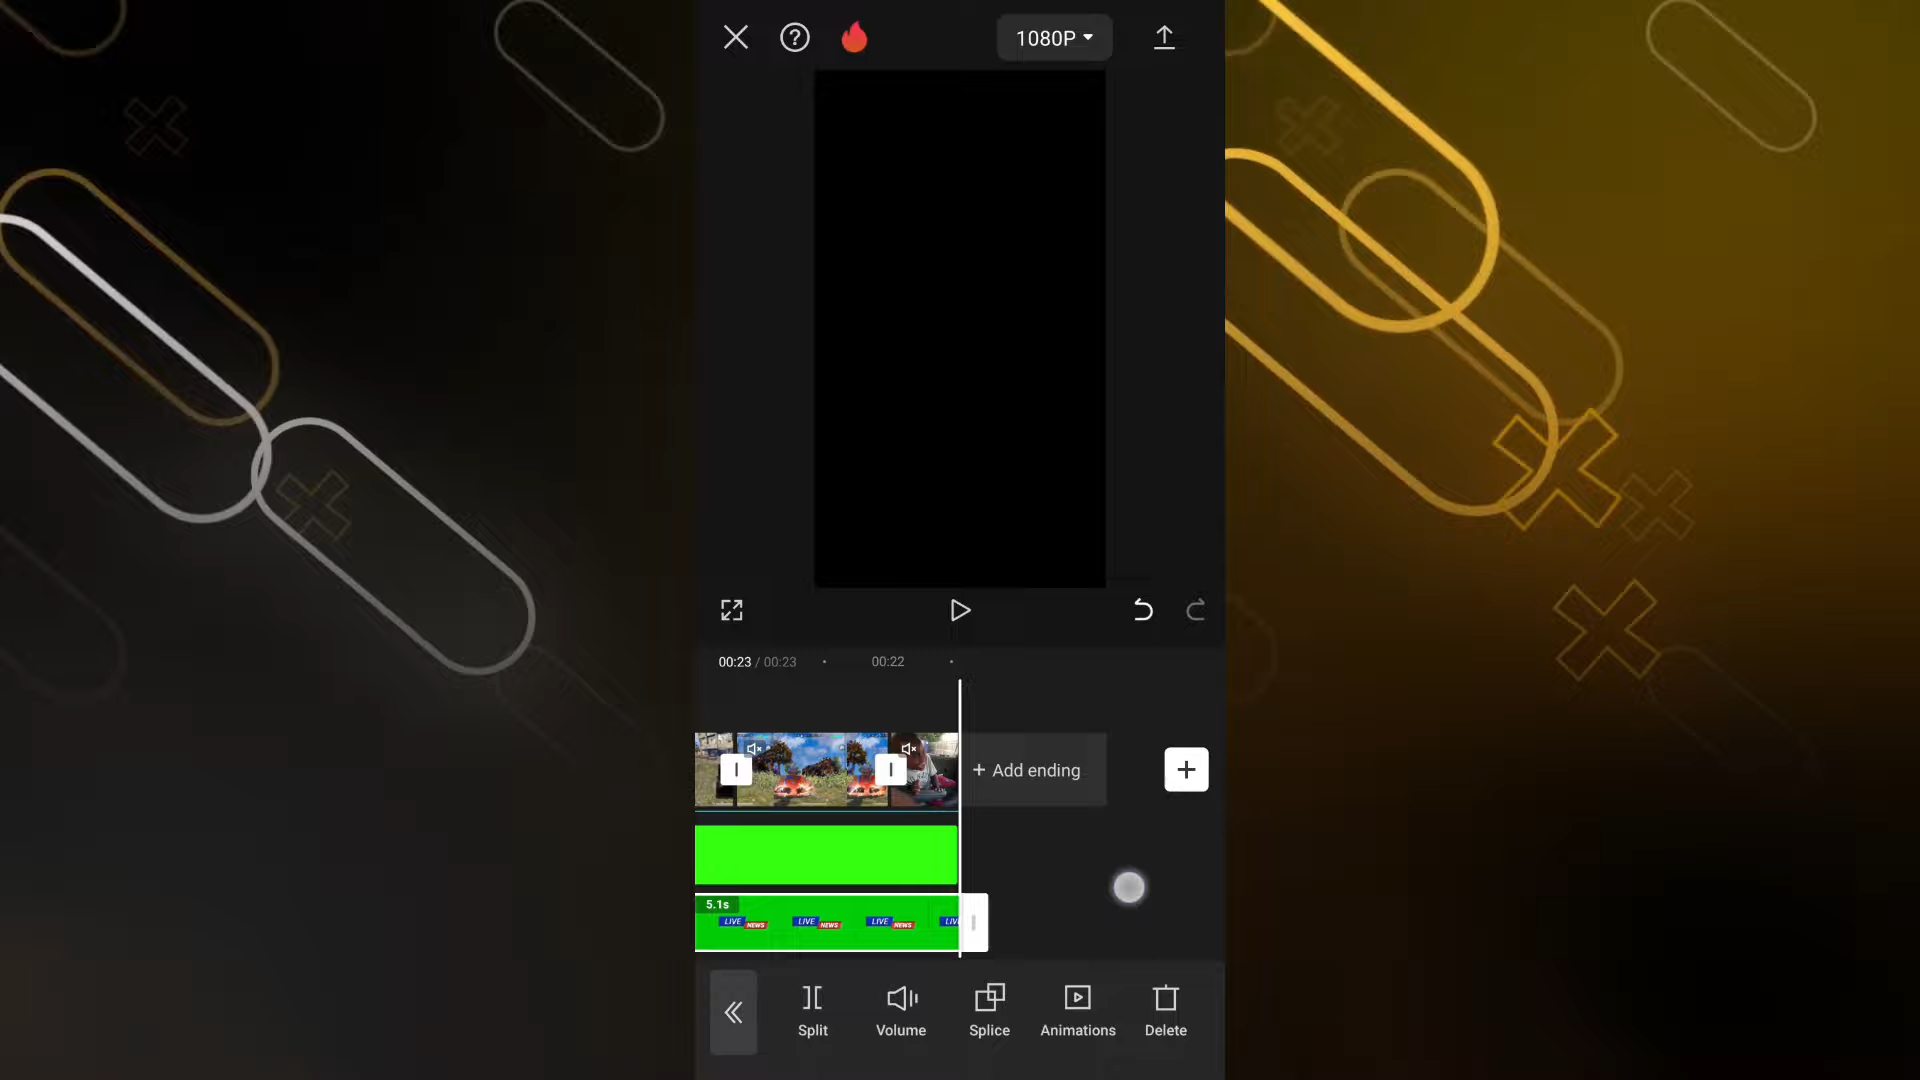 1080P
00:23 / 00:23
00:22
+ Add ending
5.1s
LIVE NEWS LIVE NEWS LIVE NEWS LIV
Split Volume Splice Animations Delete